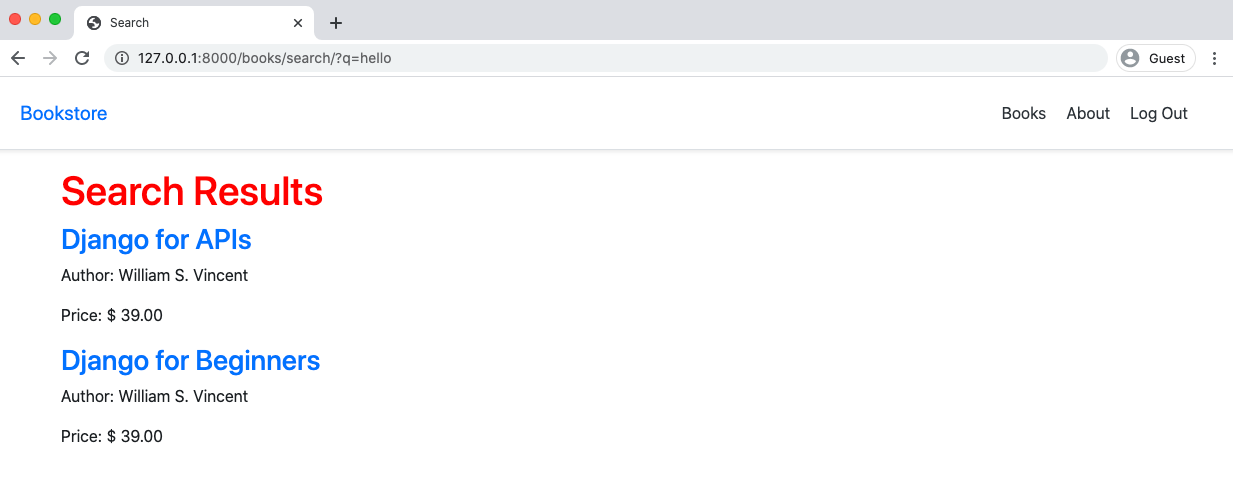 Search
127.0.0.1:8000/books/search/?q=hello
Guest
Bookstore
Books About Log Out
Search Results
Django for APIs
Author: William S. Vincent
Price: $ 39.00
Django for Beginners
Author: William S. Vincent
Price: $ 39.00